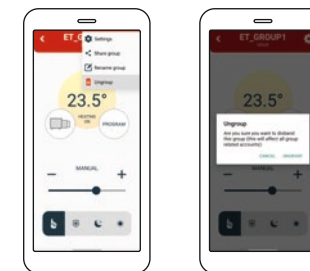 ET_G
Settings
Share group
Rename group
Ungroup
23.5°
HEATING
ON
PROGRAM
MANUAL
ET_GROUP1
23.5°
Ungroup
Are you sure you want to disband
this group (this will affect all group
related accounts)
CANCEL
UNGROUP
MANUAL